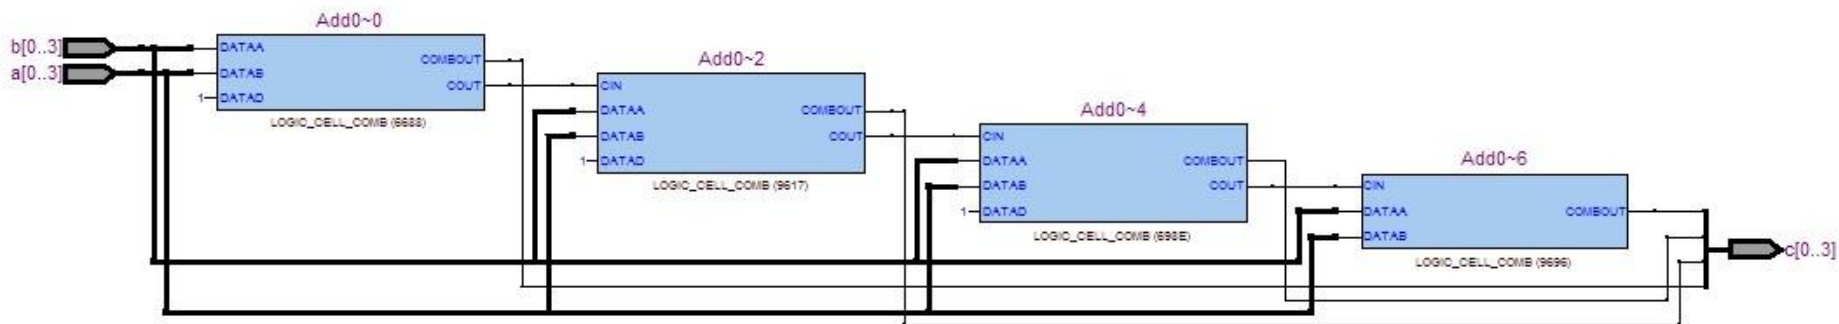 Add0~0
b[0..3]
a[0..3]
DATAA
DATAB
1 DATAD
COMBOUT
COUT
LOGIC_CELL_COMB (6688)
Add0~2
CIN
DATAA
DATAB
1 DATAD
COMBOUT
COUT
LOGIC_CELL_COMB (9617)
Add0~4
CIN
DATAA
DATAB
1 DATAD
COMBOUT
COUT
LOGIC_CELL_COMB (698E)
Add0~6
CIN
DATAA
DATAB
COMBOUT
LOGIC_CELL_COMB (9696)
c[0..3]